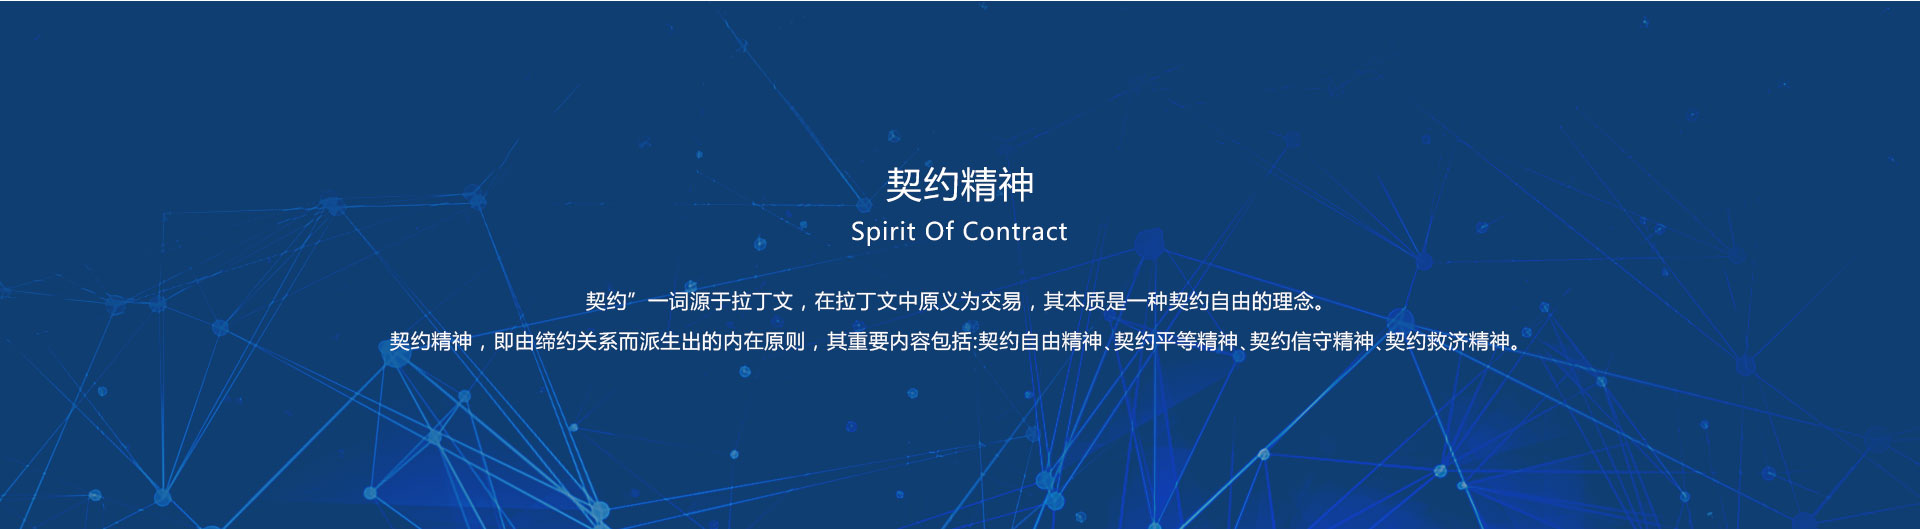 契约精神
Spirit Of Contract
契约”一词源于拉丁文，在拉丁文中原义为交易，其本质是一种契约自由的理念。
契约精神，即由缔约关系而派生出的内在原则，其重要内容包括:契约自由精神、契约平等精神、契约信守精神、契约救济精神。